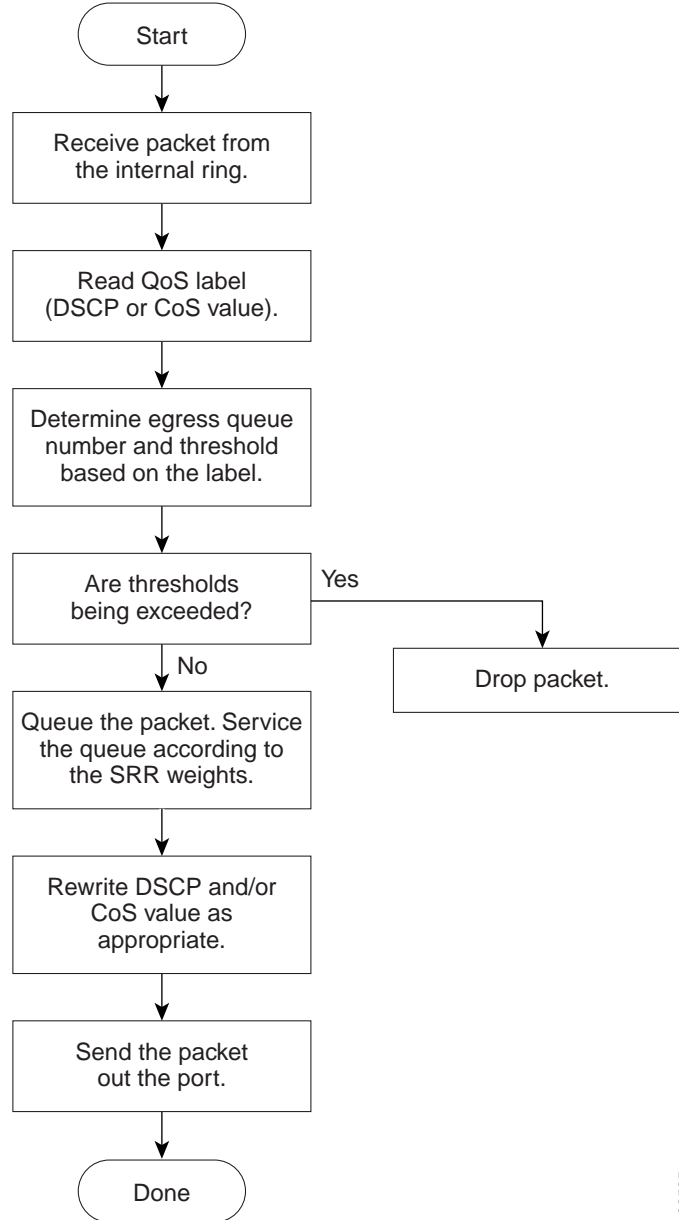 Start
Receive packet from
the internal ring.
Read QoS label
(DSCP or CoS value).
Determine egress queue
number and threshold
based on the label.
Are thresholds
being exceeded?
Yes
No
Drop packet.
Queue the packet. Service
the queue according to
the SRR weights.
Rewrite DSCP and/or
CoS value as
appropriate.
Send the packet
out the port.
Done